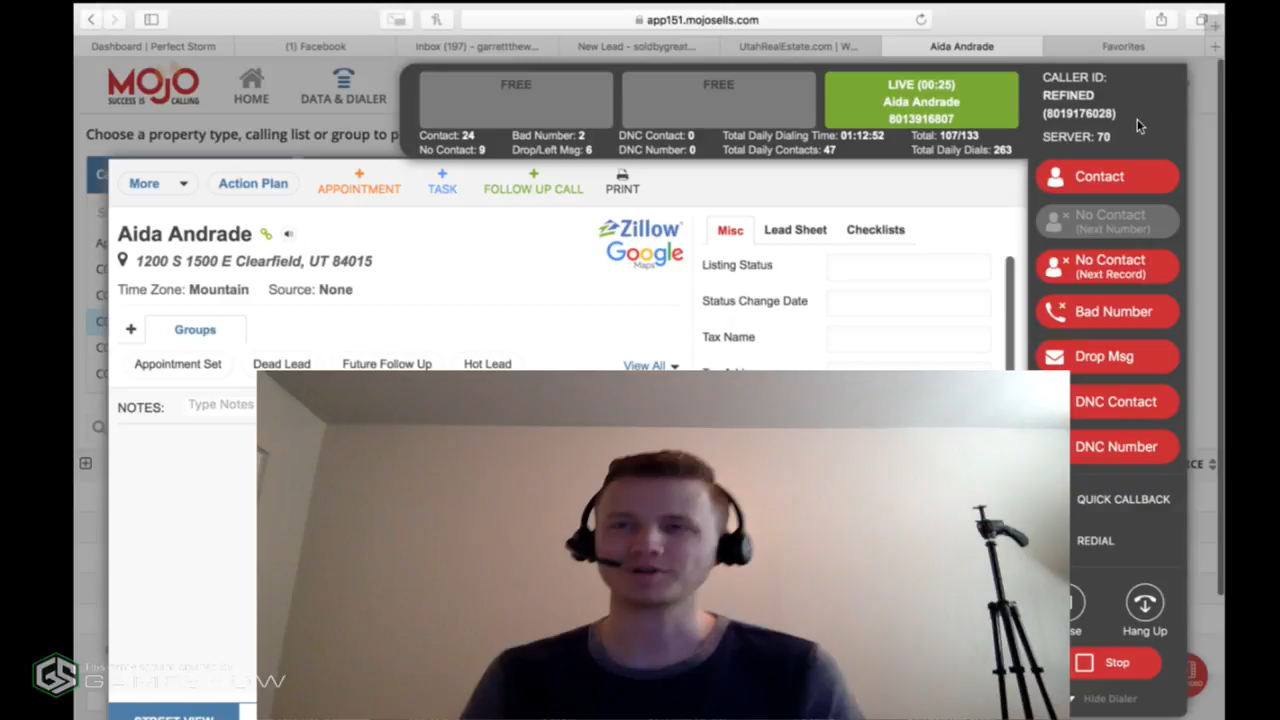 app151.mojosells.com
Dashboard | Perfect Storm
(1) Facebook
Inbox (197) - garrettthew...
New Lead - soldbygreat...
UtahRealEstate.com | W...
Aida Andrade
Favorites
MOJO
SUCCESS IS CALLING
HOME
DATA & DIALER
FREE
FREE
LIVE (00:25)
Aida Andrade
8013916807
Contact: 24
Bad Number: 2
DNC Contact: 0
Total Daily Dialing Time: 01:12:52
Total: 107/133
No Contact: 9
Drop/Left Msg: 6
DNC Number: 0
Total Daily Contacts: 47
Total Daily Dials: 263
CALLER ID:
REFINED
(8019176028)
SERVER: 70
Choose a property type, calling list or group to p
More
Action Plan
+
APPOINTMENT
+
TASK
+
FOLLOW UP CALL
PRINT
Aida Andrade
1200 S 1500 E Clearfield, UT 84015
Time Zone: Mountain
Source: None
Zillow
Google
Maps
+
Groups
Appointment Set
Dead Lead
Future Follow Up
Hot Lead
View All
NOTES:
Type Notes
Misc
Lead Sheet
Checklists
Listing Status
Status Change Date
Tax Name
Contact
No Contact
(Next Number)
No Contact
(Next Record)
Bad Number
Drop Msg
DNC Contact
DNC Number
QUICK CALLBACK
REDIAL
se
Hang Up
Stop
Hide Dialer
RCE
GS
STREET VIEW